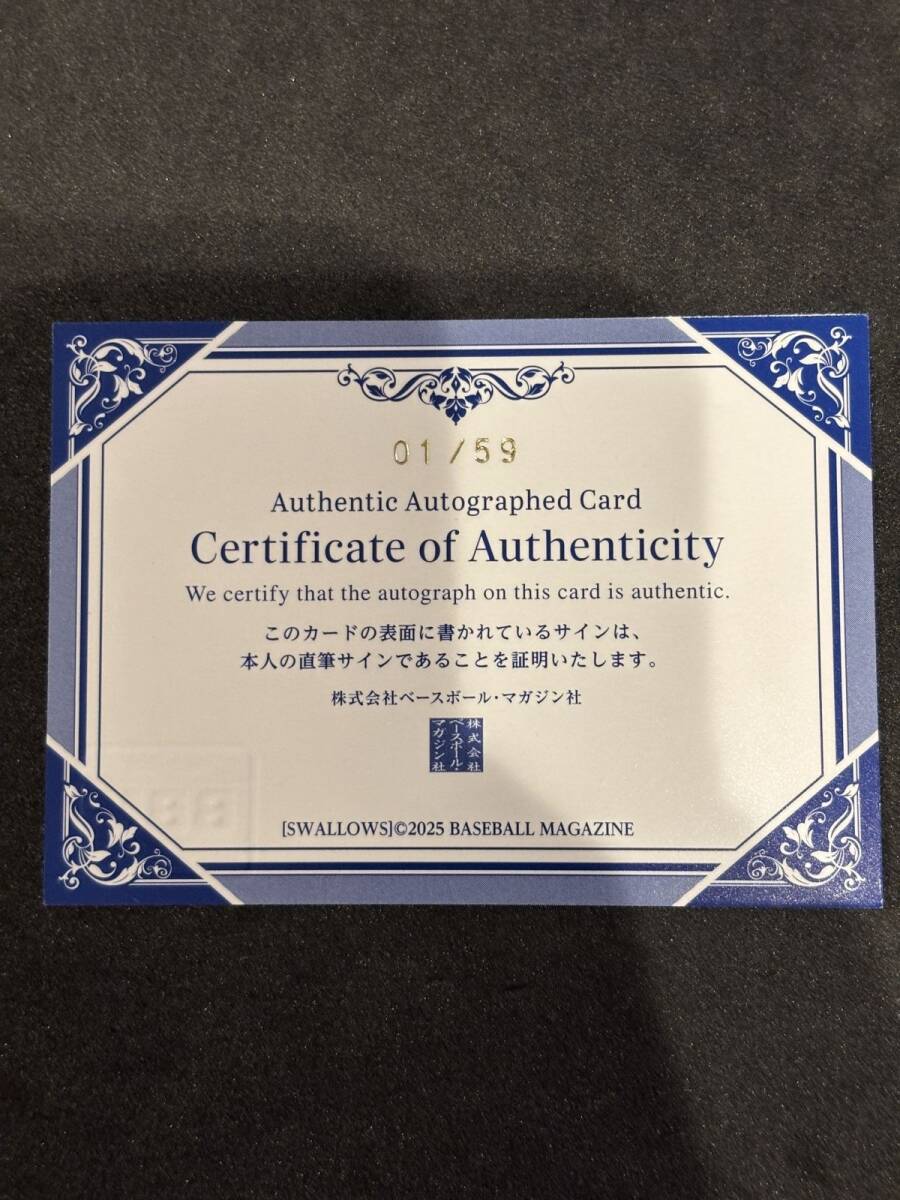 01/59
Authentic Autographed Card
Certificate of Authenticity
We certify that the autograph on this card is authentic.
このカードの表面に書かれているサインは、
本人の直筆サインであることを証明いたします。
株式会社ベースボール・マガジン社
株式会社
ベースボール・
マガジン社
[SWALLOWS]©2025 BASEBALL MAGAZINE